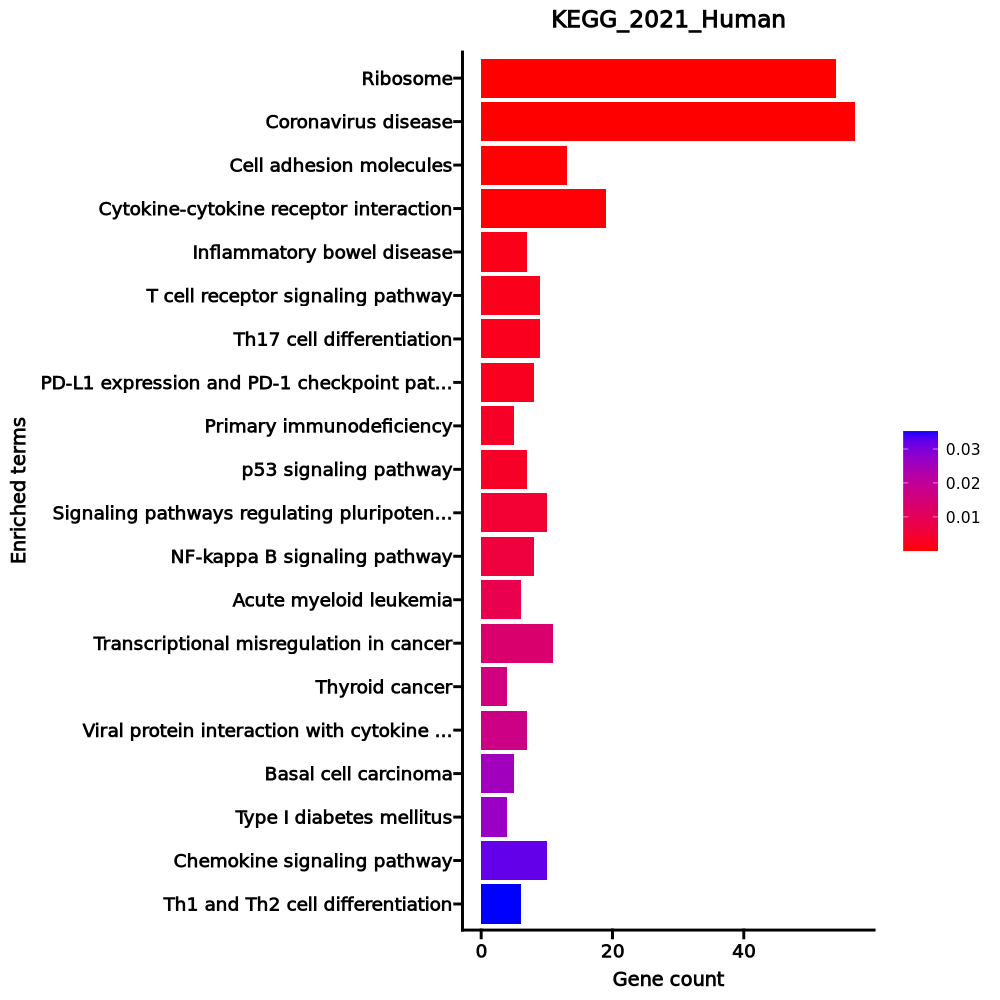 KEGG_2021_Human
Ribosome
Coronavirus disease
Cell adhesion molecules
Cytokine-cytokine receptor interaction
Inflammatory bowel disease
T cell receptor signaling pathway
Th17 cell differentiation
PD-L1 expression and PD-1 checkpoint pat...
Primary immunodeficiency
p53 signaling pathway
Signaling pathways regulating pluripoten...
NF-kappa B signaling pathway
Acute myeloid leukemia
Transcriptional misregulation in cancer
Thyroid cancer
Viral protein interaction with cytokine ...
Basal cell carcinoma
Type I diabetes mellitus
Chemokine signaling pathway
Th1 and Th2 cell differentiation
Enriched terms
0 20 40
Gene count
0.03
0.02
0.01